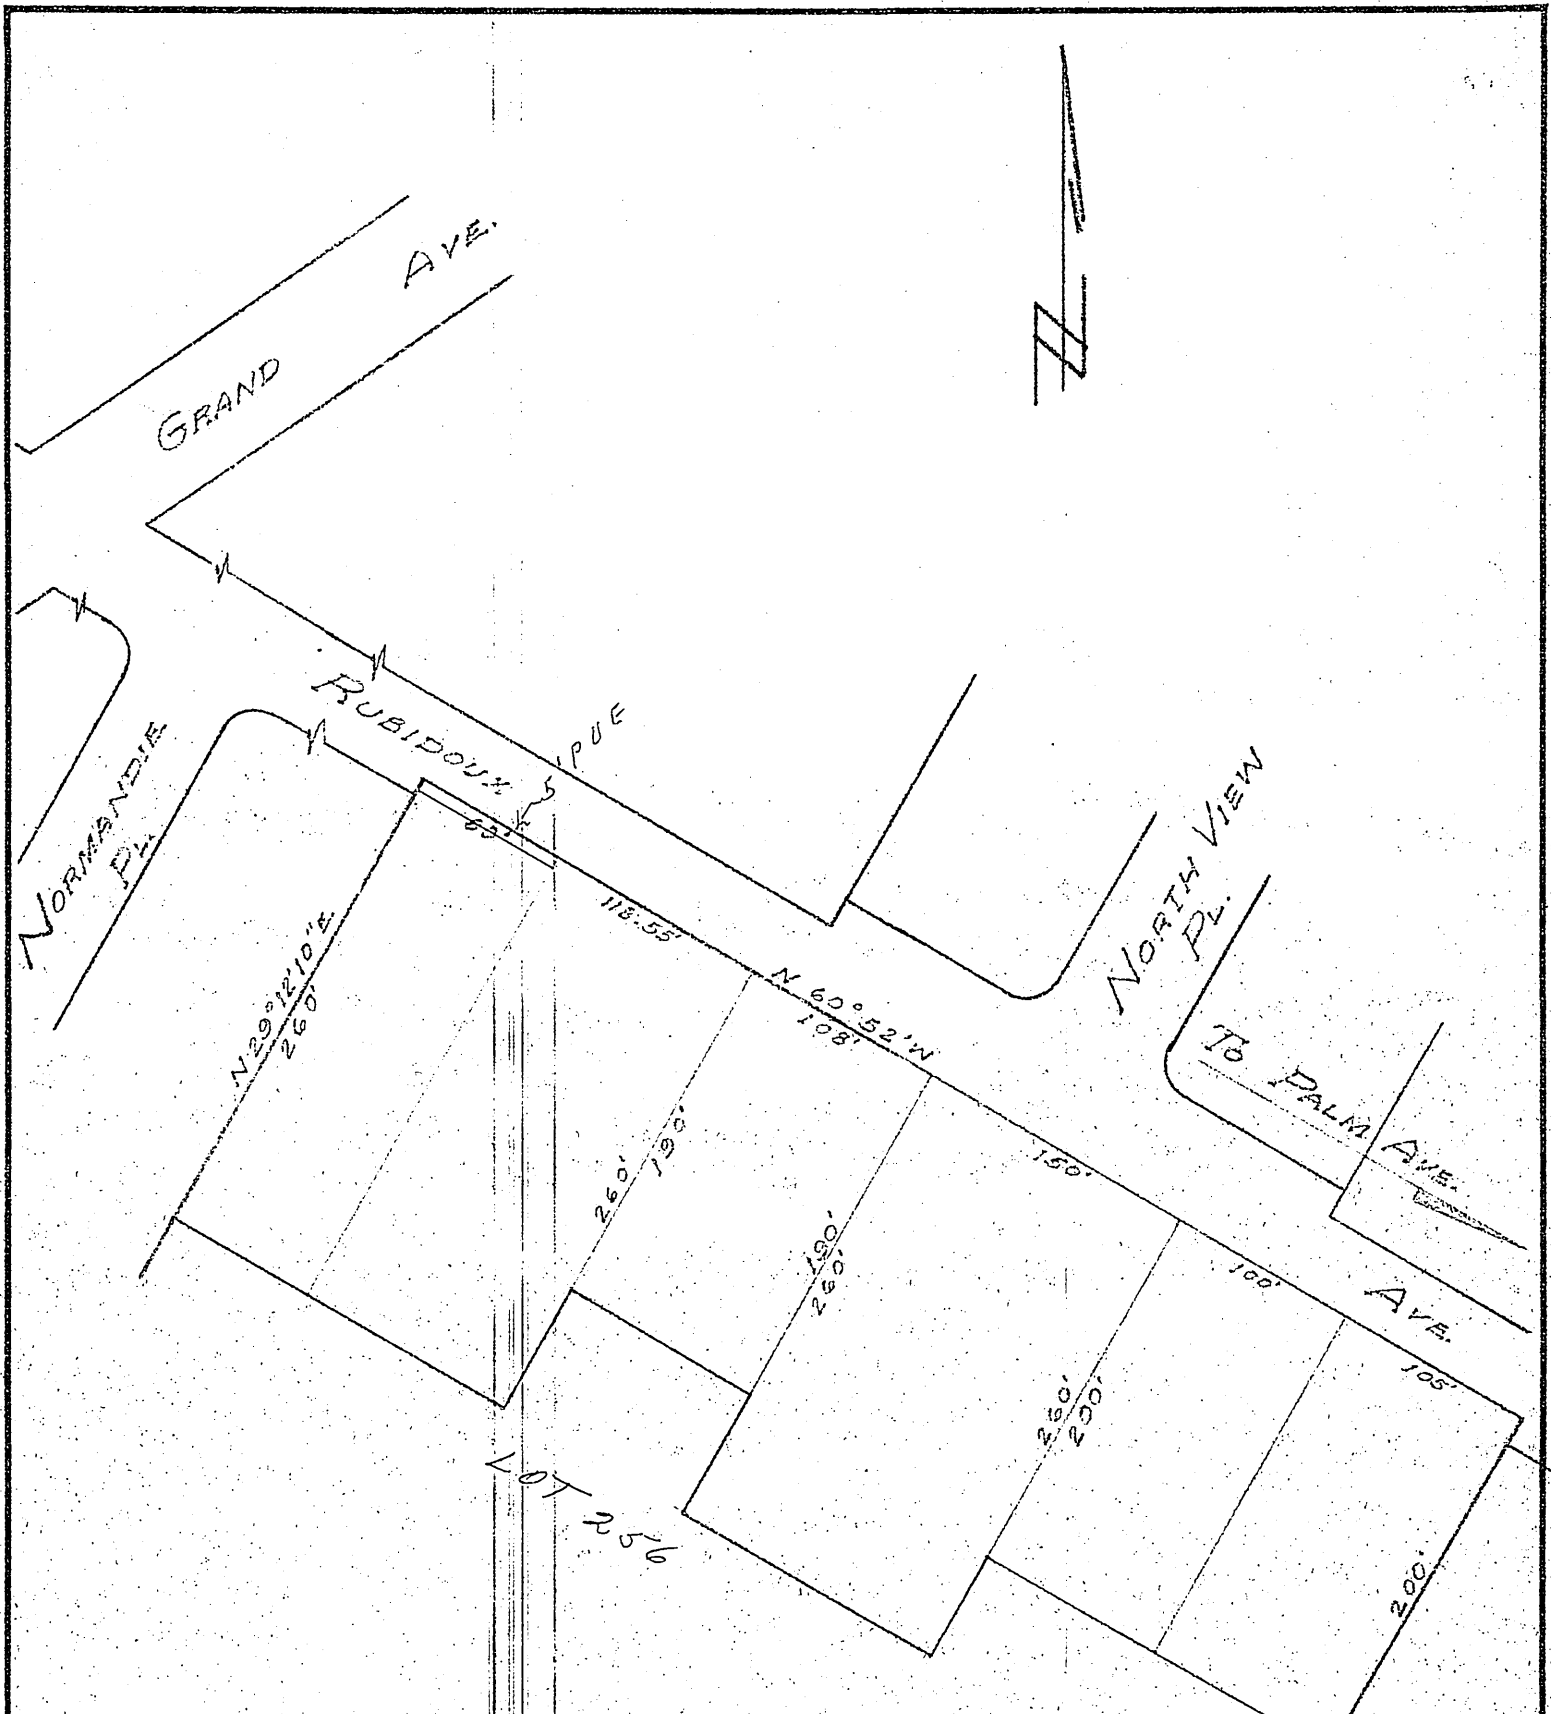 AVE.
GRAND
N
RUBIDOUX
5' PUE
NORMANDIE
PL.
NORTH VIEW
PL.
118.55'
N 29°12'10"E.
260'
N 60°52'W
108'
TO PALM AVE.
260'
190'
150'
190'
260'
100'
AVE.
105'
260'
200'
LOT 256
200'